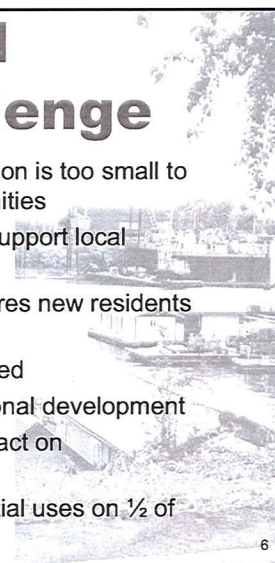 l
enge
on is too small to
ities
upport local
res new residents
ed
nal development
act on
ial uses on ½ of
6